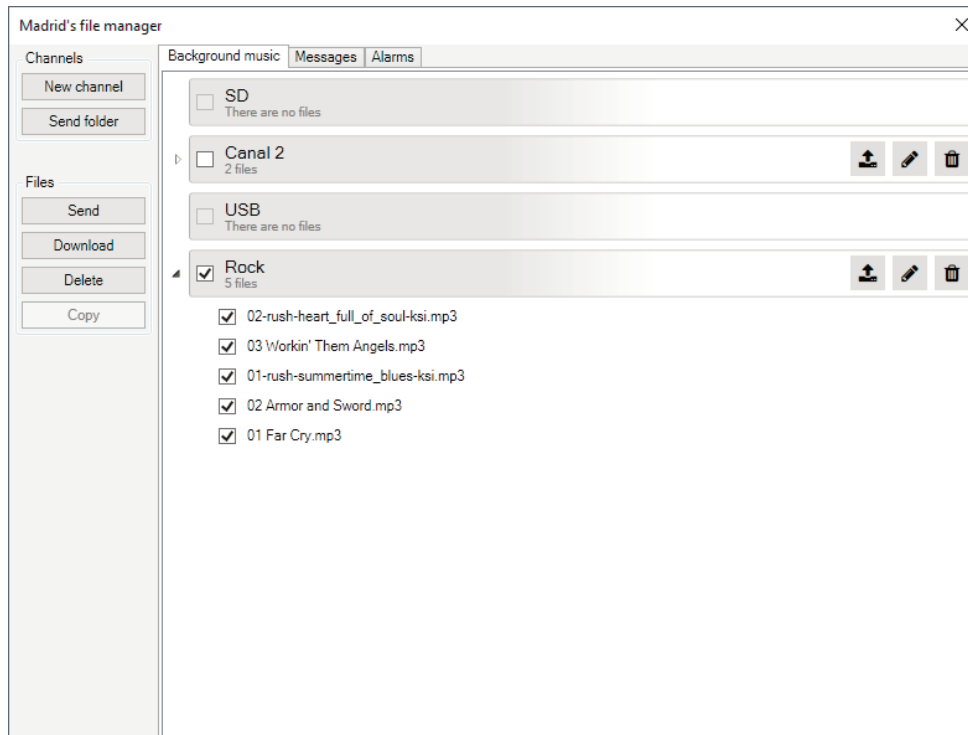 Madrid's file manager
Channels
New channel
Send folder
Files
Send
Download
Delete
Copy
Background music
Messages
Alarms
SD
There are no files
Canal 2
2 files
USB
There are no files
Rock
5 files
02-rush-heart_full_of_soul-ksi.mp3
03 Workin' Them Angels.mp3
01-rush-summertime_blues-ksi.mp3
02 Armor and Sword.mp3
01 Far Cry.mp3